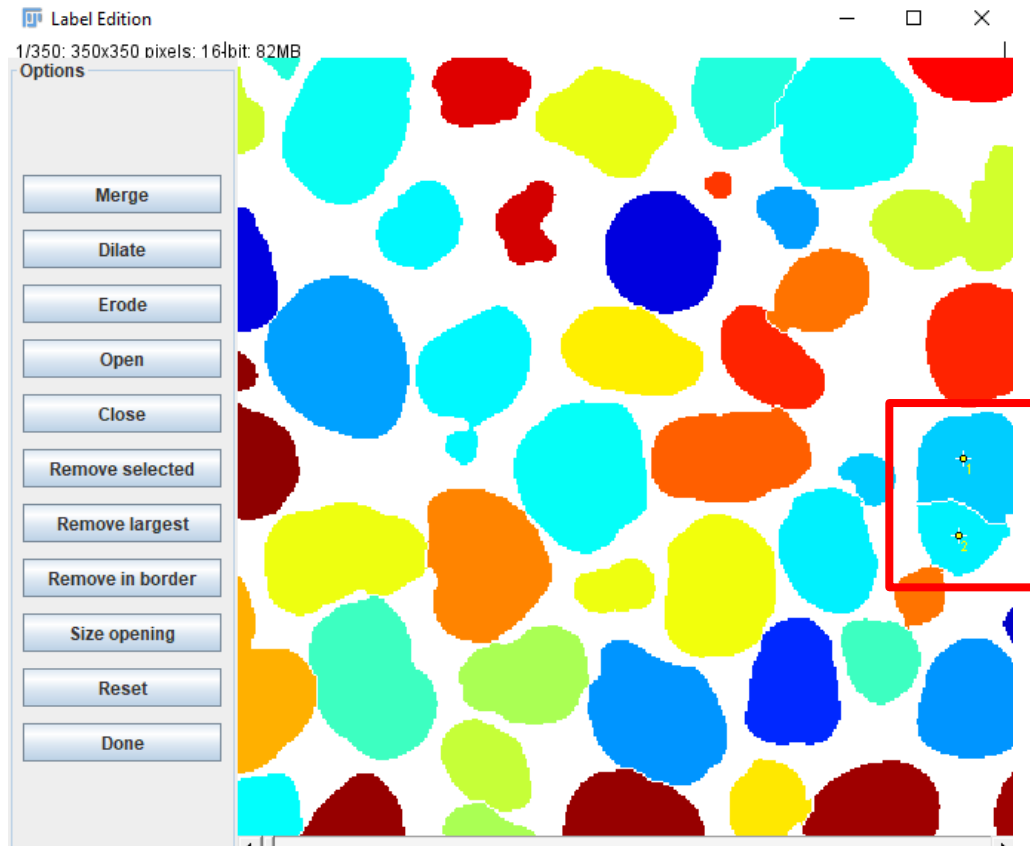 Label Edition
1/350: 350x350 pixels: 16-bit: 82MB
Options
Merge
Dilate
Erode
Open
Close
Remove selected
Remove largest
Remove in border
Size opening
Reset
Done
1
2